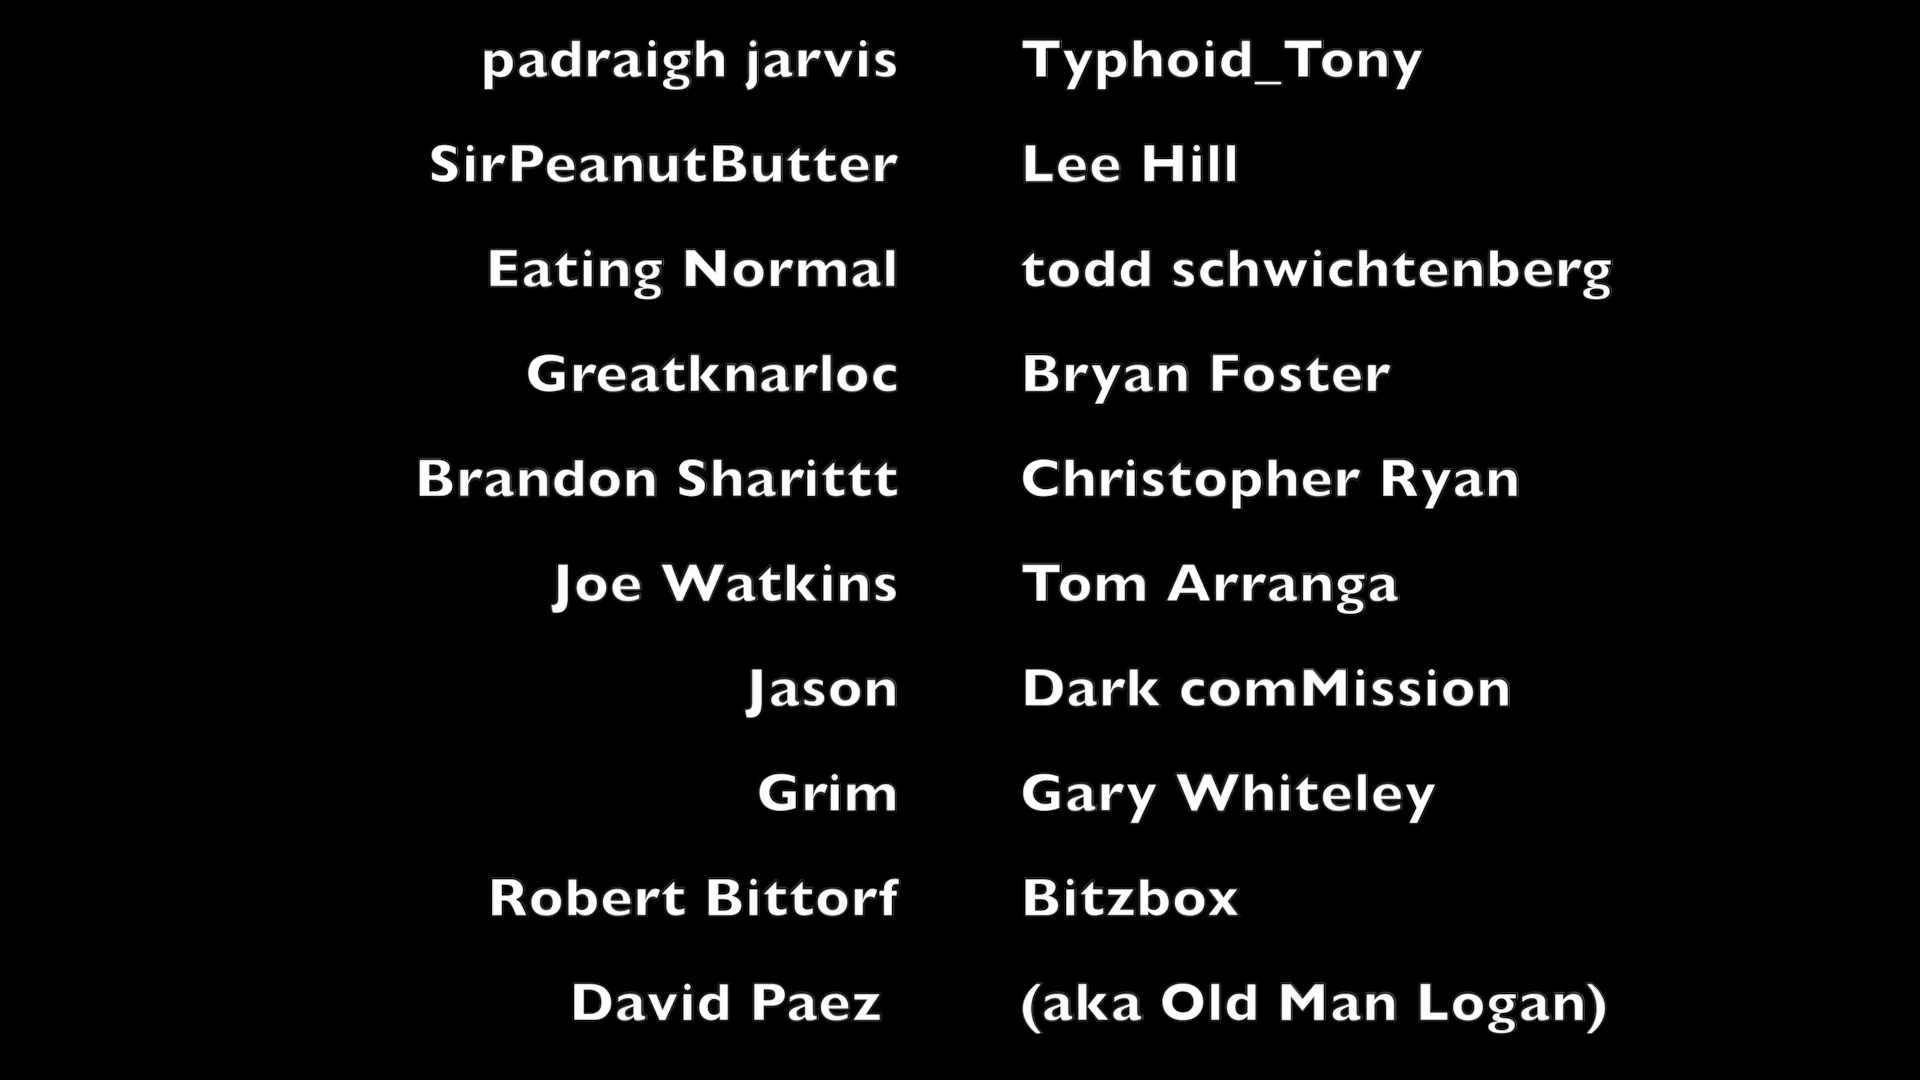 padraigh jarvis Typhoid_Tony
SirPeanutButter Lee Hill
Eating Normal todd schwichtenberg
Greatknarloc Bryan Foster
Brandon Sharittt Christopher Ryan
Joe Watkins Tom Arranga
Jason Dark comMission
Grim Gary Whiteley
Robert Bittorf Bitzbox
David Paez (aka Old Man Logan)